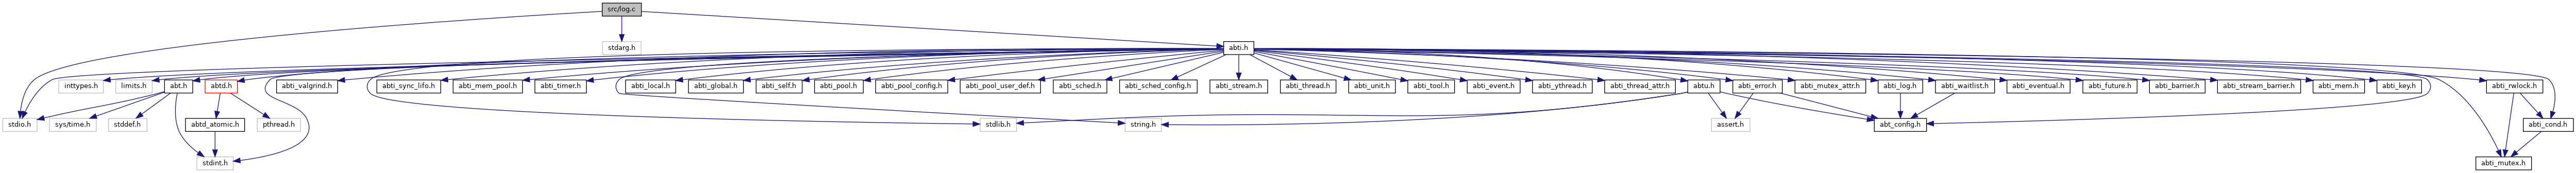 src/log.c
stdarg.h
abti.h
inttypes.h
limits.h
abt.h
abtd.h
abti_valgrind.h
abti_sync_lifo.h
abti_mem_pool.h
abti_timer.h
abti_local.h
abti_global.h
abti_self.h
abti_pool.h
abti_pool_config.h
abti_pool_user_def.h
abti_sched.h
abti_sched_config.h
abti_stream.h
abti_thread.h
abti_unit.h
abti_tool.h
abti_event.h
abti_ythread.h
abti_thread_attr.h
abtu.h
abti_error.h
abti_mutex_attr.h
abti_log.h
abti_waitlist.h
abti_eventual.h
abti_future.h
abti_barrier.h
abti_stream_barrier.h
abti_mem.h
abti_key.h
abti_rwlock.h
stdio.h
sys/time.h
stddef.h
abtd_atomic.h
pthread.h
stdlib.h
string.h
assert.h
abt_config.h
abti_cond.h
stdint.h
abti_mutex.h